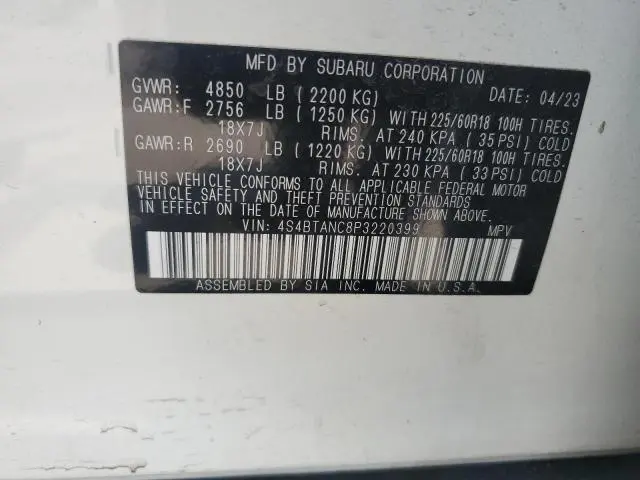 MFD BY SUBARU CORPORATION
GVWR: 4850 LB ( 2200 KG) DATE: 04/23
GAWR:F 2756 LB ( 1250 KG) WITH 225/60R18 100H TIRES.
18X7J RIMS. AT 240 KPA ( 35 PSI) COLD
GAWR:R 2690 LB ( 1220 KG) WITH 225/60R18 100H TIRES.
18X7J RIMS. AT 230 KPA ( 33 PSI) COLD
THIS VEHICLE CONFORMS TO ALL APPLICABLE FEDERAL MOTOR
VEHICLE SAFETY AND THEFT PREVENTION STANDARDS
IN EFFECT ON THE DATE OF MANUFACTURE SHOWN ABOVE.
VIN: 4S4BTANC8P3220399 MPV
ASSEMBLED BY SIA INC. MADE IN U.S.A.